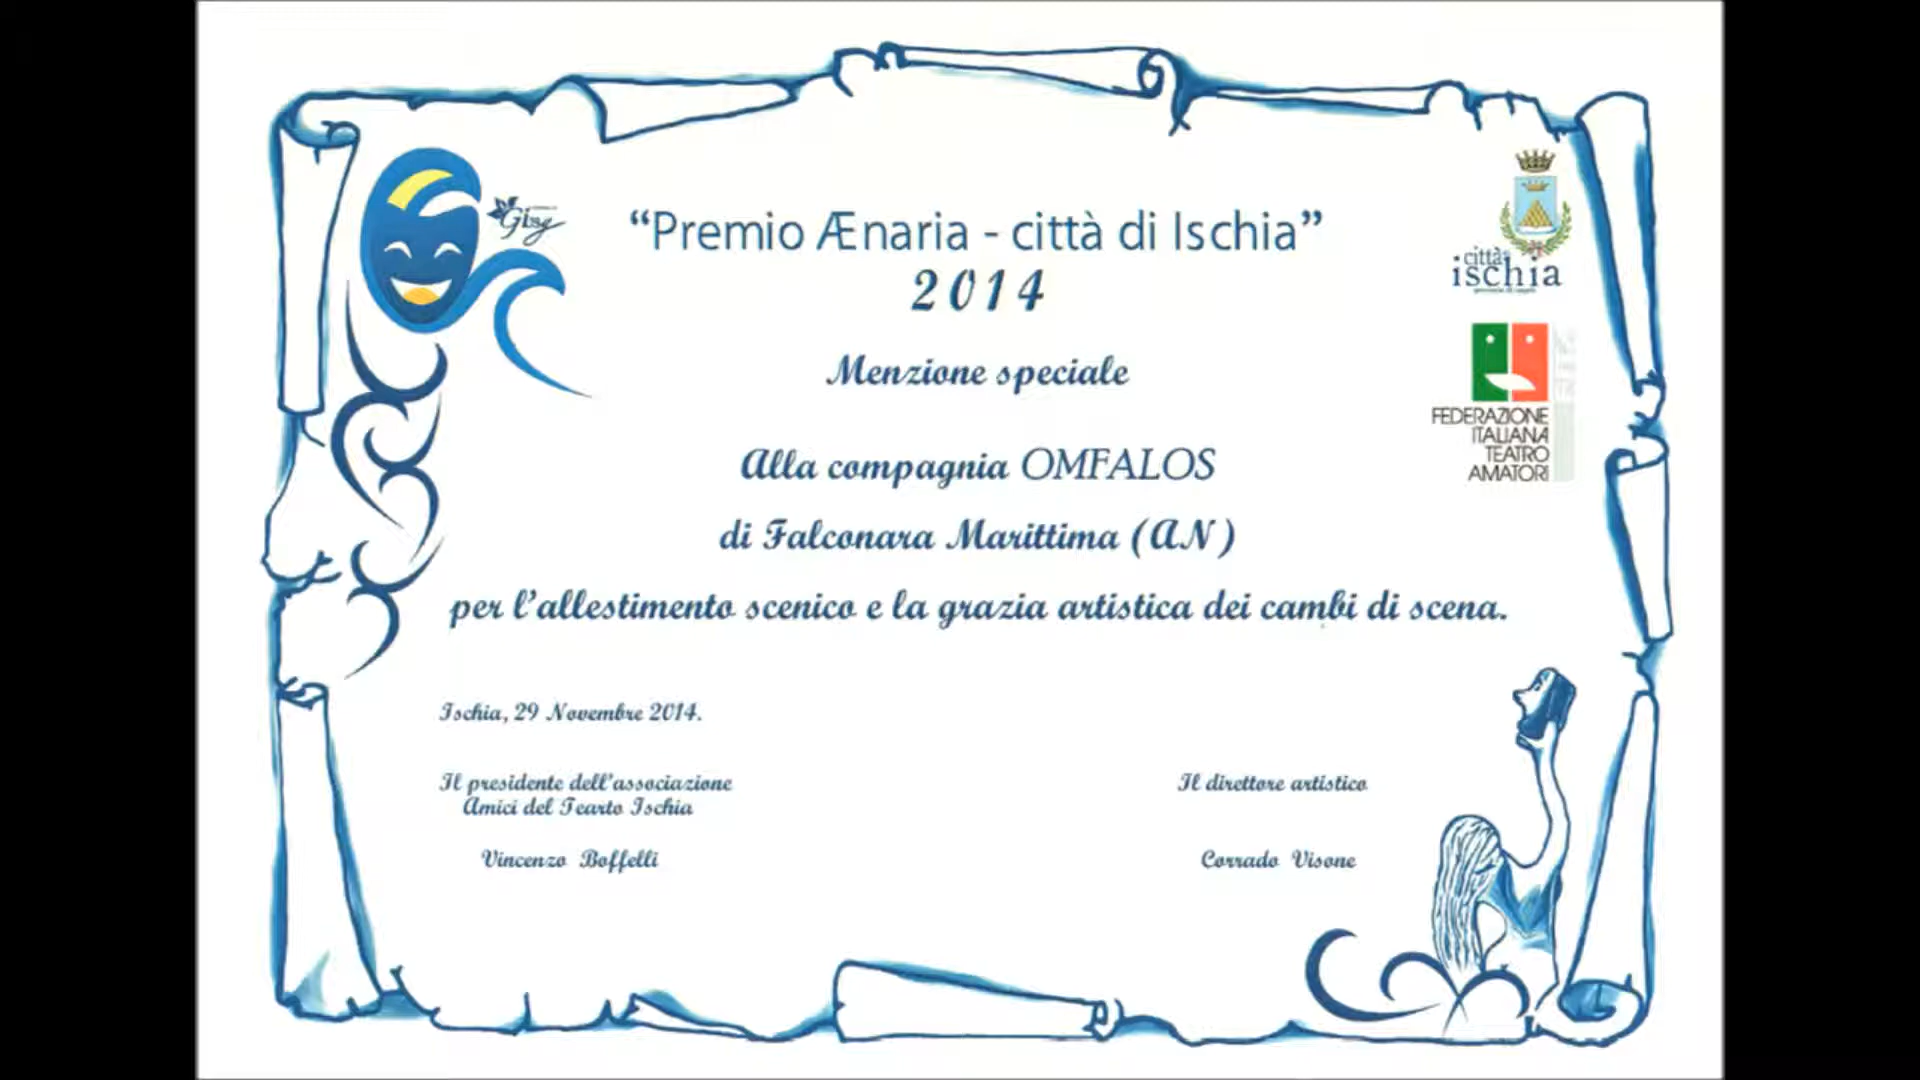 Ging
“Premio Ænaria - città di Ischia”
2014
Menzione speciale
Alla compagnia OMFALOS
di Falconara Marittima (AN)
per l’allestimento scenico e la grazia artistica dei cambi di scena.
città
ischia
FEDERAZIONE
ITALIANA
TEATRO
AMATORI
Ischia, 29 Novembre 2014.
Il presidente dell’associazione
Amici del Tearto Ischia
Vincenzo Boffelli
Il direttore artistico
Corrado Visone